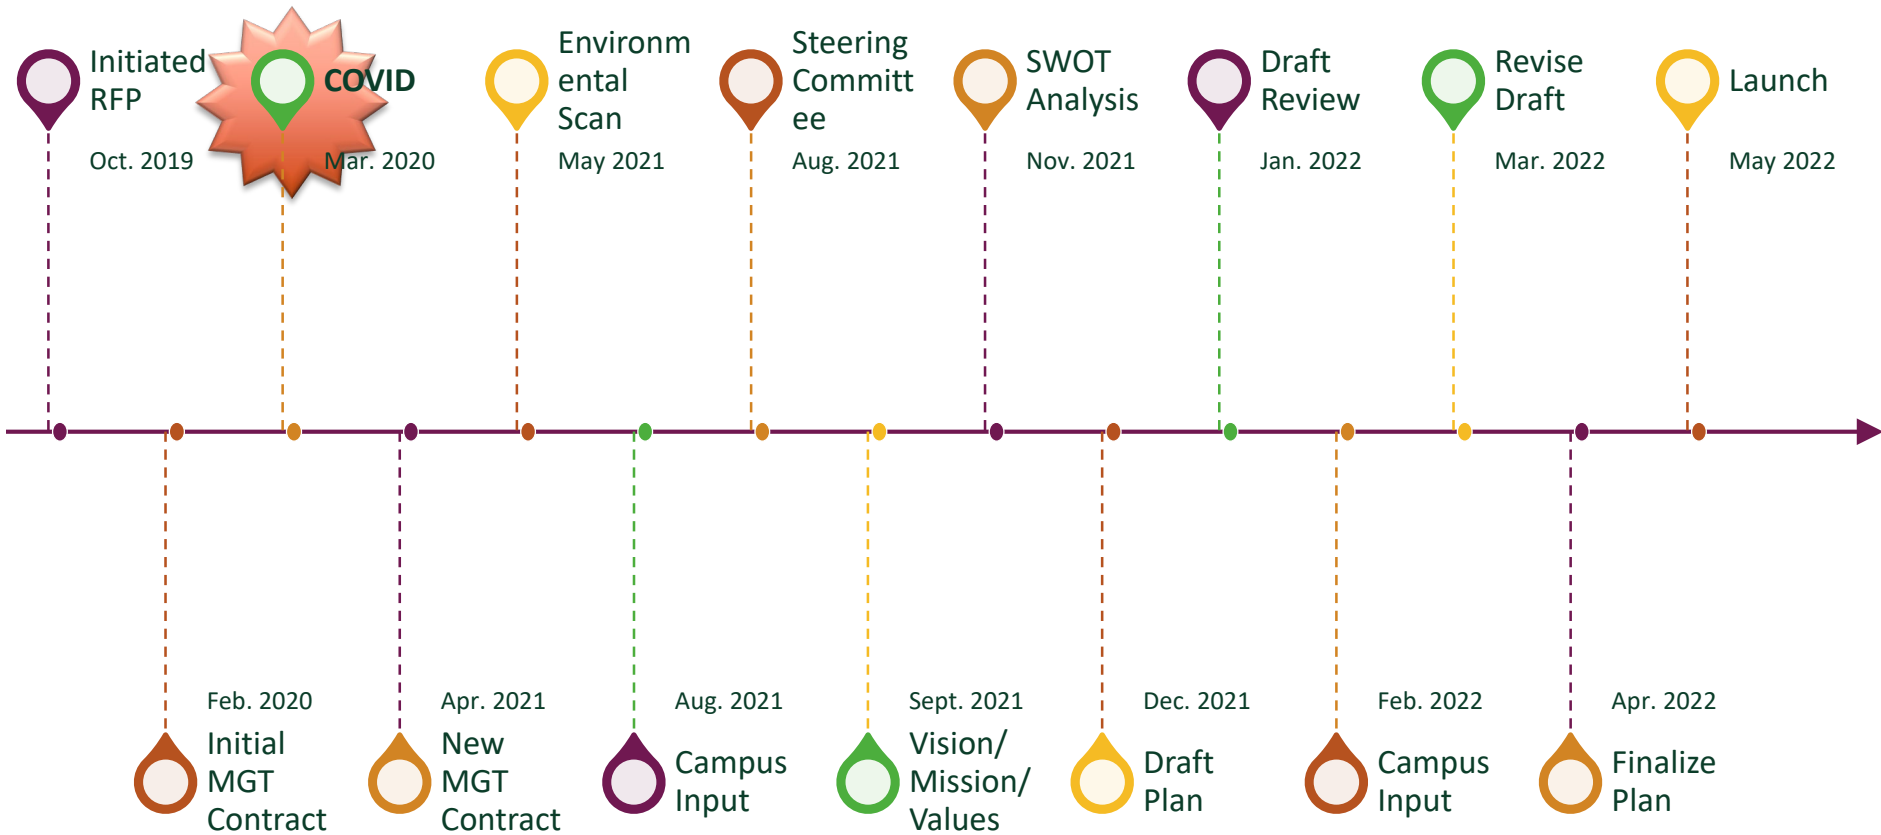 Initiated
RFP
Oct. 2019
COVID
Mar. 2020
Environm
ental
Scan
May 2021
Steering
Committ
ee
Aug. 2021
SWOT
Analysis
Nov. 2021
Draft
Review
Jan. 2022
Revise
Draft
Mar. 2022
Launch
May 2022
Feb. 2020
Initial
MGT
Contract
Apr. 2021
New
MGT
Contract
Aug. 2021
Campus
Input
Sept. 2021
Vision/
Mission/
Values
Dec. 2021
Draft
Plan
Feb. 2022
Campus
Input
Apr. 2022
Finalize
Plan